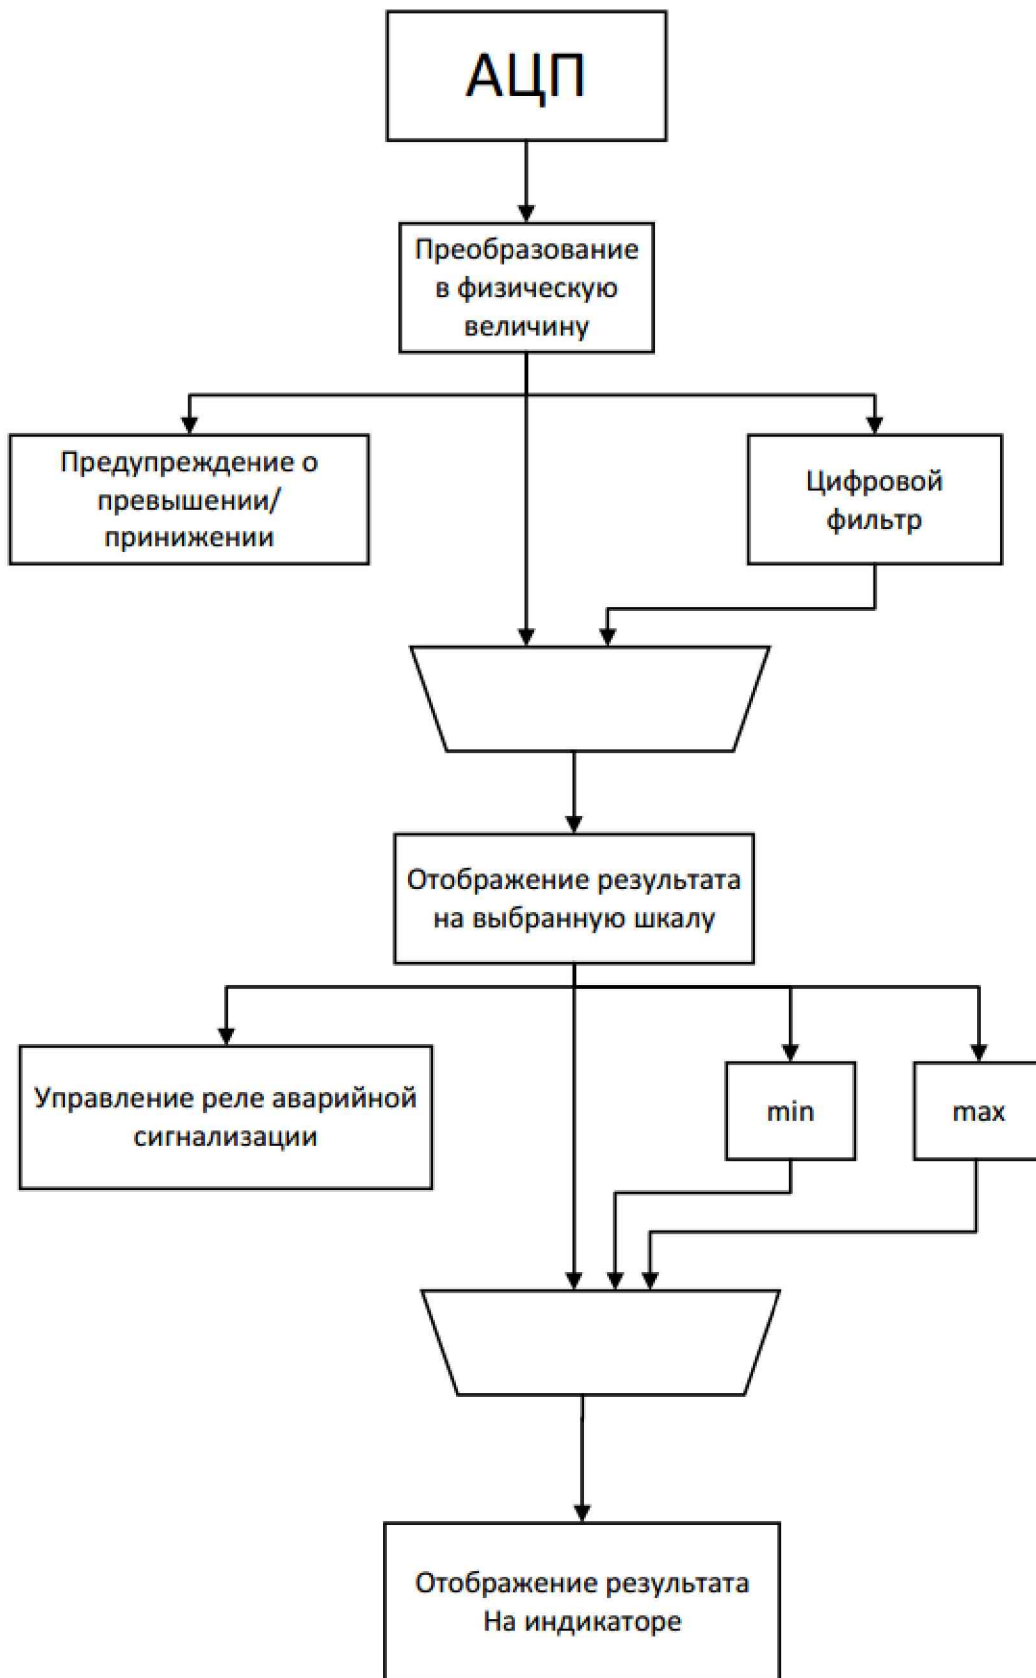 АЦП
Преобразование
в физическую
величину
Предупреждение о
превышении/
принижении
Цифровой
фильтр
Отображение результата
на выбранную шкалу
Управление реле аварийной
сигнализации
min
max
Отображение результата
На индикаторе